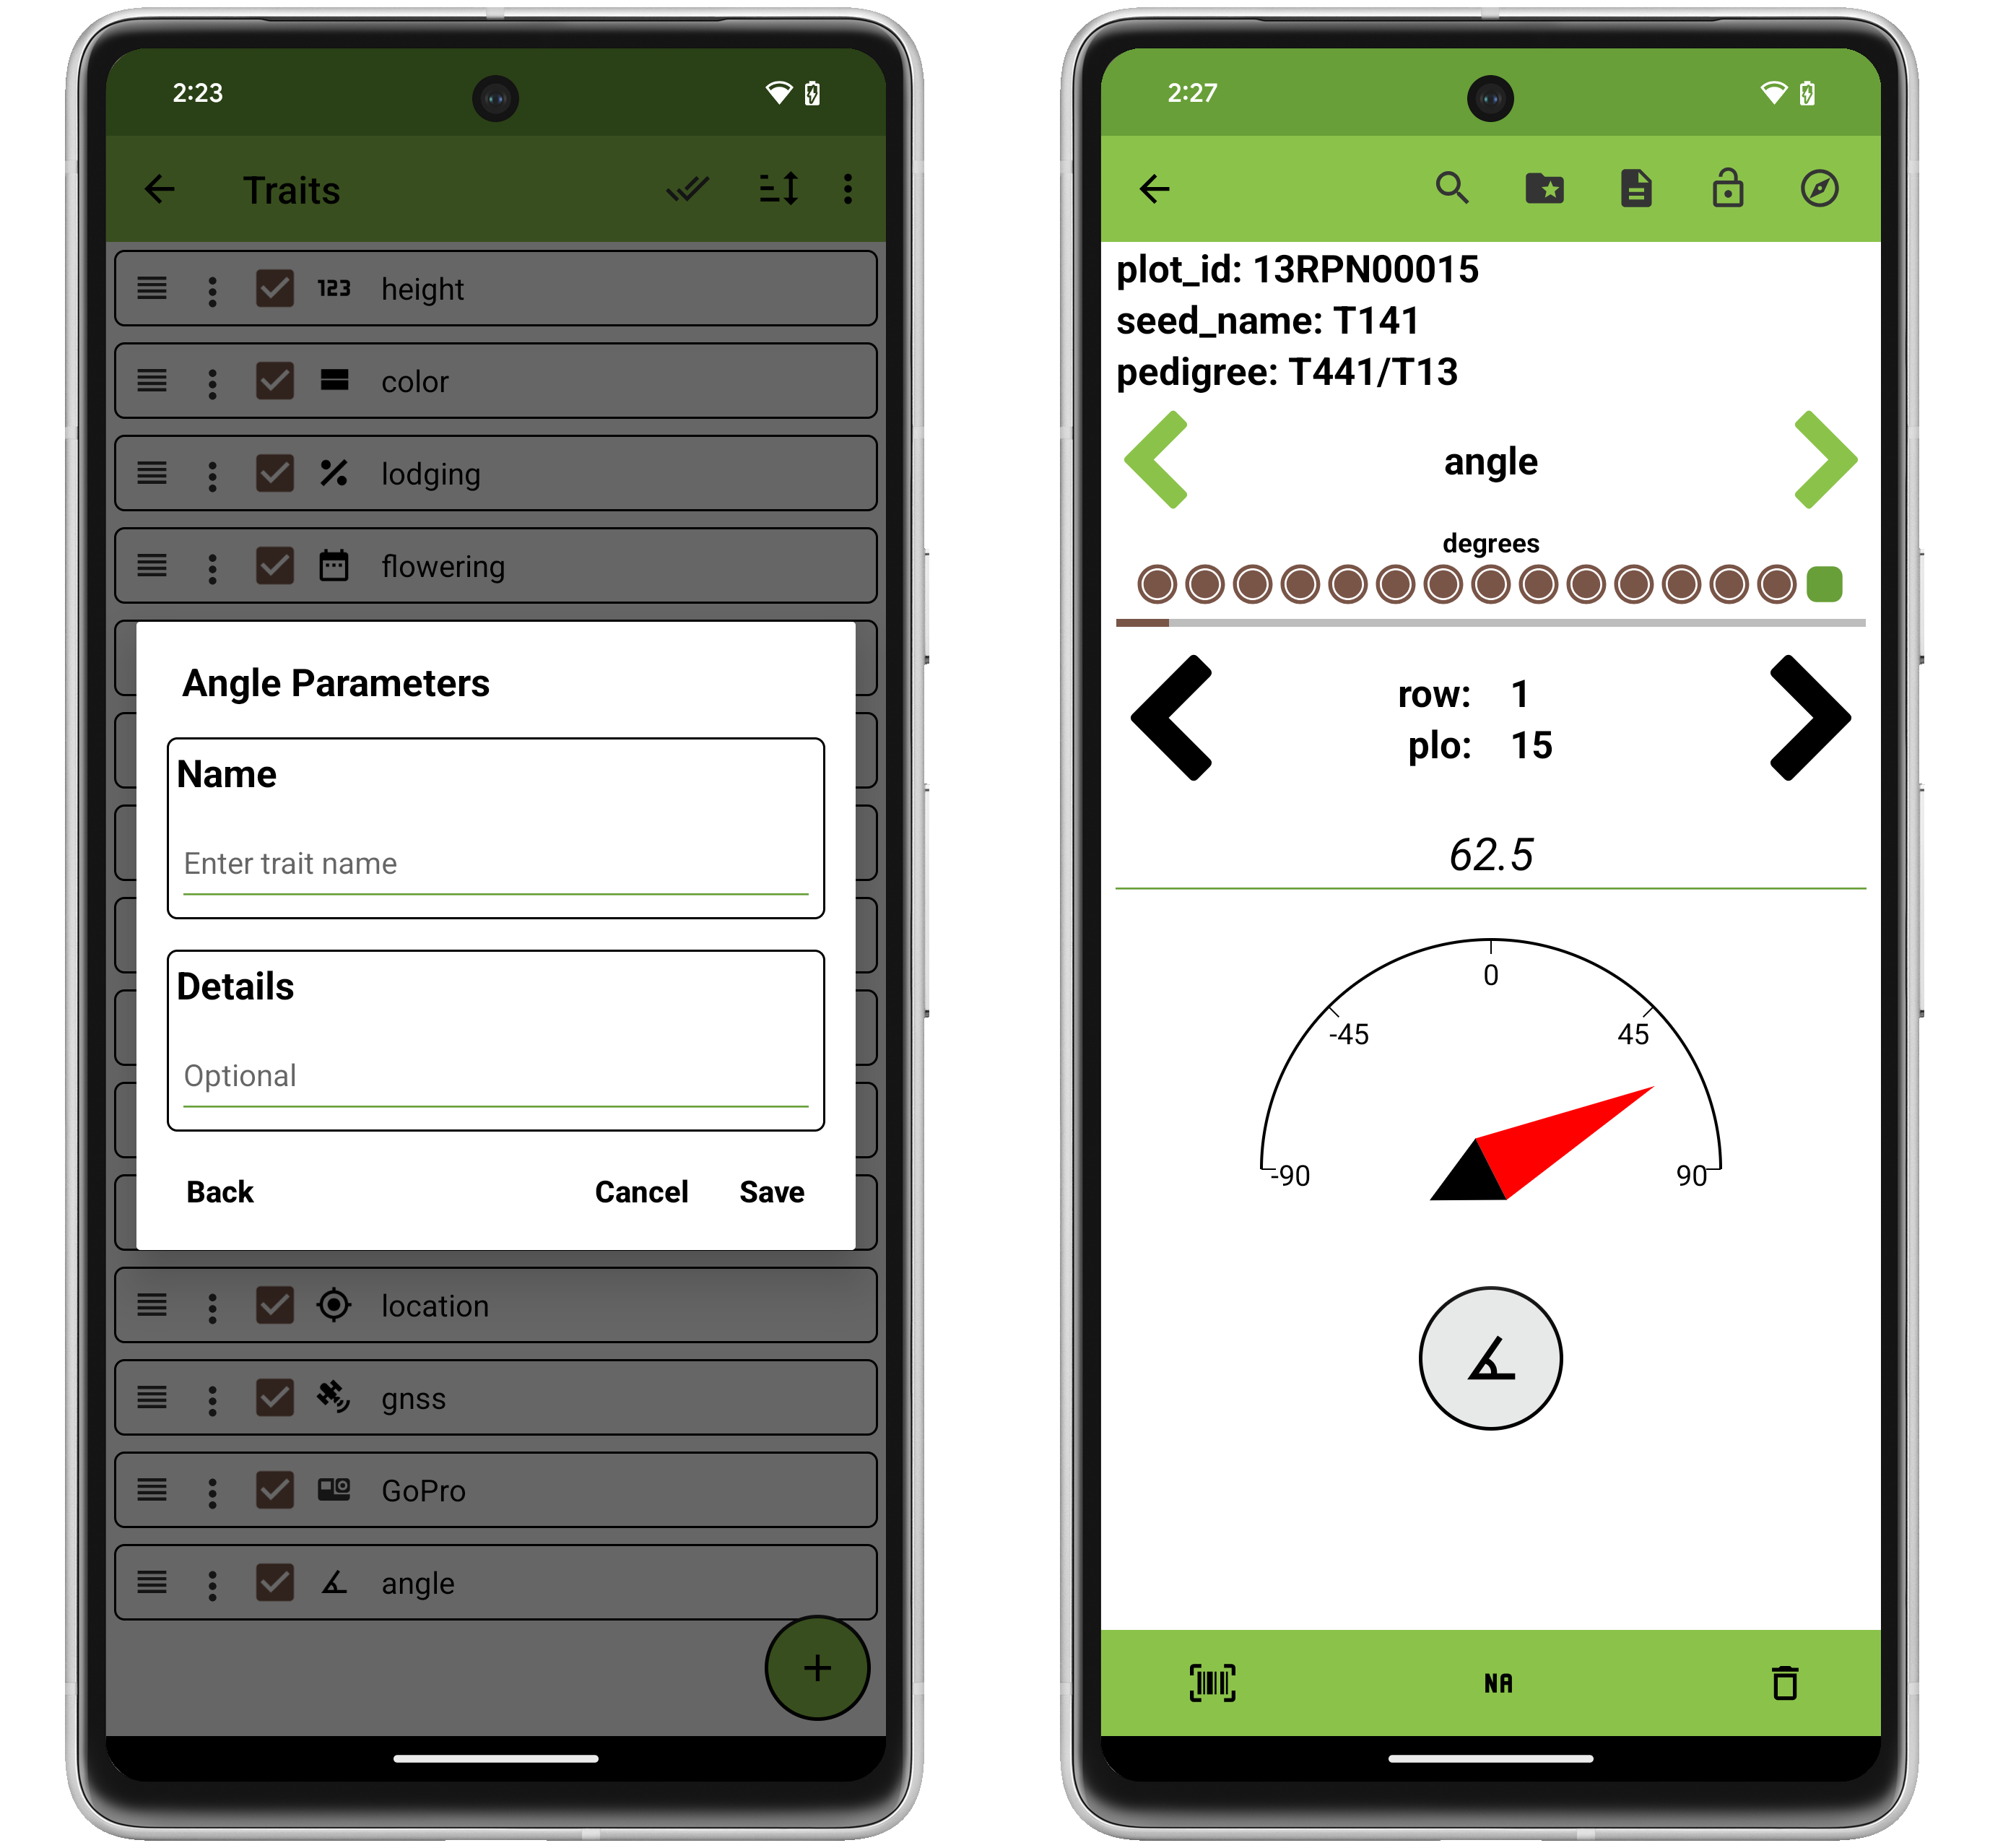 2:23
Traits
123 height
color
lodging
flowering
Angle Parameters
Name
Enter trait name
Details
Optional
Back Cancel Save
location
gnss
GoPro
angle
2:27
plot_id: 13RPN00015
seed_name: T141
pedigree: T441/T13
angle
degrees
row: 1
plo: 15
62.5
0
-45 45
-90 90
NA